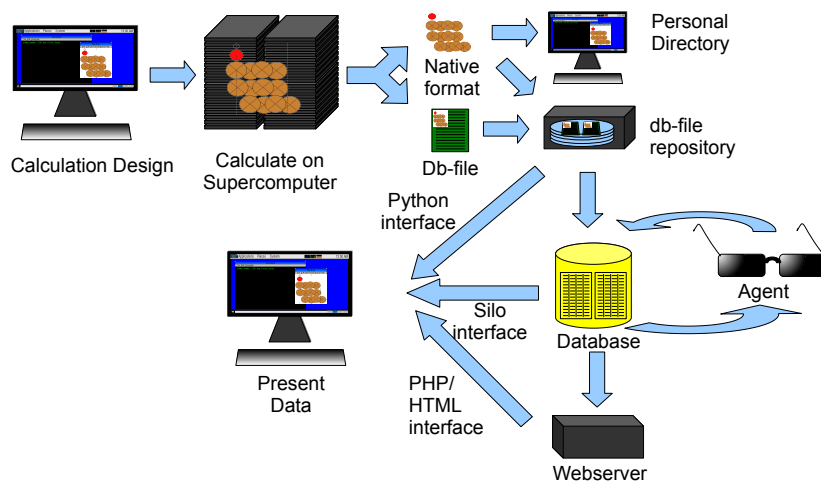 Calculation Design
Calculate on
Supercomputer
Native
format
Db-file
Personal
Directory
db-file
repository
Python
interface
Silo
interface
Database
Agent
Present
Data
PHP/
HTML
interface
Webserver